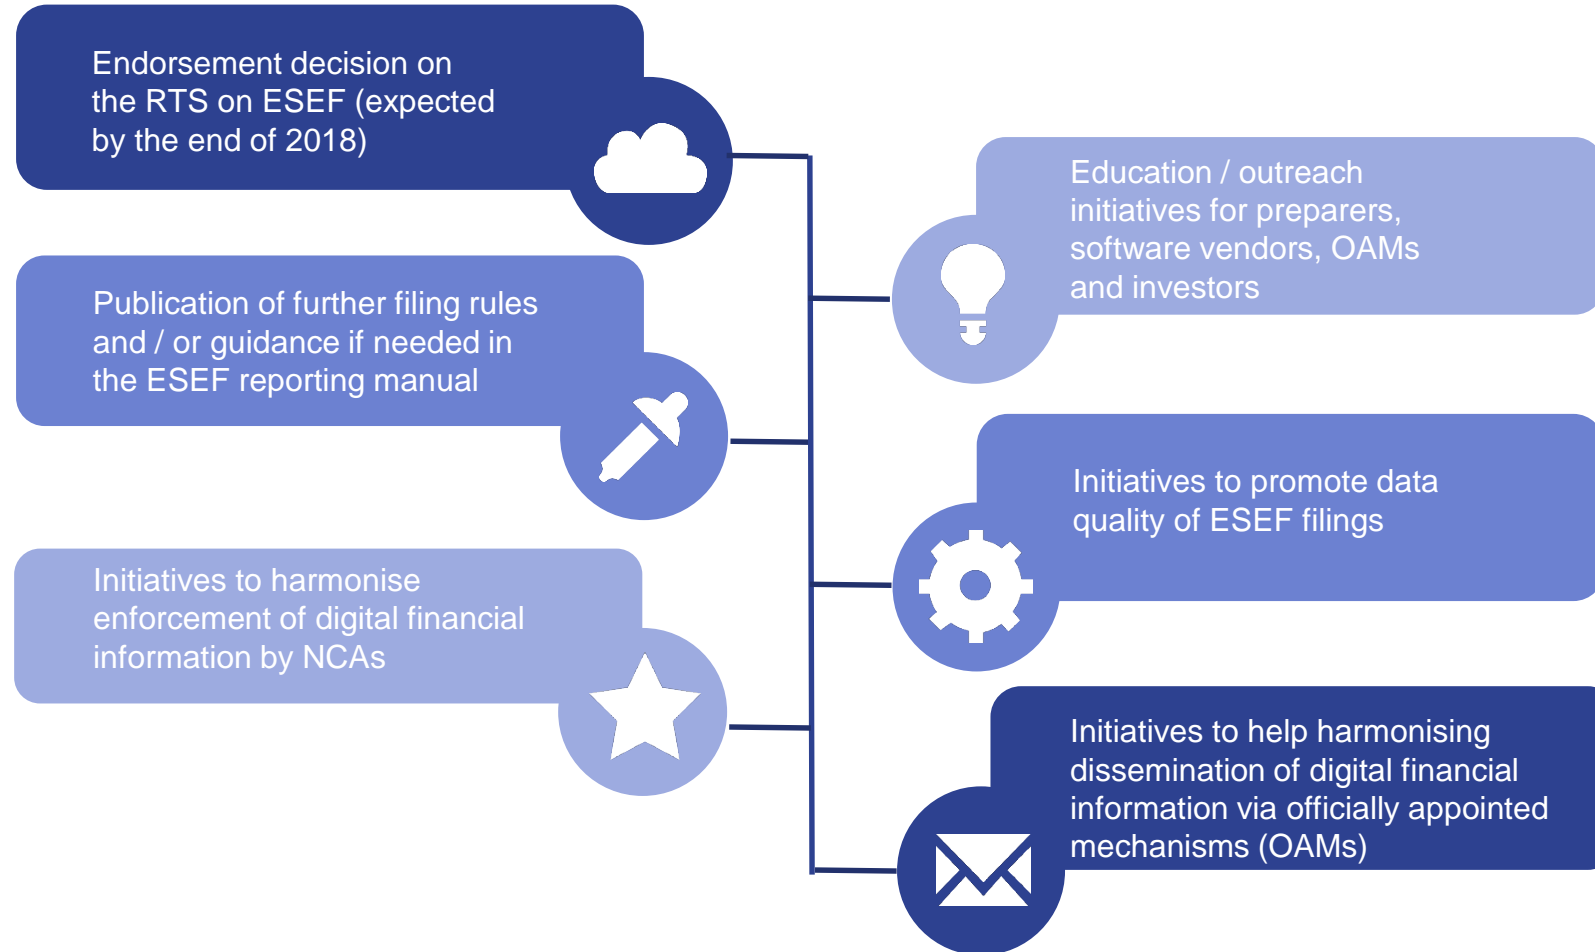 Endorsement decision on
the RTS on ESEF (expected
by the end of 2018)
Education / outreach
initiatives for preparers,
software vendors, OAMs
and investors
Publication of further filing rules
and / or guidance if needed in
the ESEF reporting manual
Initiatives to promote data
quality of ESEF filings
Initiatives to harmonise
enforcement of digital financial
information by NCAs
Initiatives to help harmonising
dissemination of digital financial
information via officially appointed
mechanisms (OAMs)